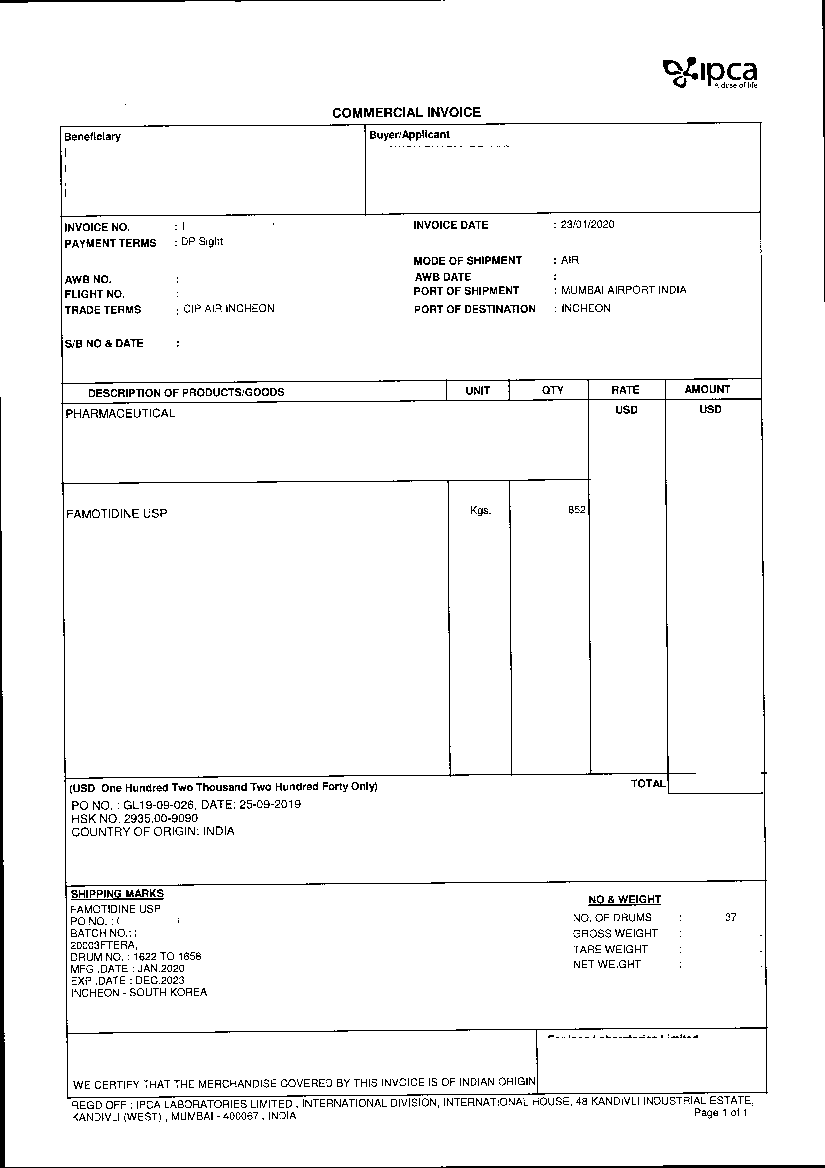 ipca
A dose of life
COMMERCIAL INVOICE
Beneficiary
Buyer/Applicant
INVOICE NO. :
INVOICE DATE : 23/01/2020
PAYMENT TERMS : DP Sight
MODE OF SHIPMENT : AIR
AWB NO. :
AWB DATE :
FLIGHT NO. :
PORT OF SHIPMENT : MUMBAI AIRPORT INDIA
TRADE TERMS : CIP AIR INCHEON
PORT OF DESTINATION : INCHEON
S/B NO & DATE :
DESCRIPTION OF PRODUCTS/GOODS UNIT QTY RATE AMOUNT
PHARMACEUTICAL USD USD
FAMOTIDINE USP Kgs. 852
(USD One Hundred Two Thousand Two Hundred Forty Only) TOTAL
PO NO. : GL19-09-026, DATE: 25-09-2019
HSK NO. 2935.00-9090
COUNTRY OF ORIGIN: INDIA
SHIPPING MARKS
FAMOTIDINE USP
PO NO. : (
BATCH NO.: :
20003FTERA,
DRUM NO. : 1622 TO 1658
MFG .DATE : JAN.2020
EXP .DATE : DEC.2023
INCHEON - SOUTH KOREA
NO & WEIGHT
NO. OF DRUMS : 37
GROSS WEIGHT :
TARE WEIGHT :
NET WEIGHT :
WE CERTIFY THAT THE MERCHANDISE COVERED BY THIS INVOICE IS OF INDIAN ORIGIN
REGD OFF : IPCA LABORATORIES LIMITED , INTERNATIONAL DIVISION, INTERNATIONAL HOUSE, 48 KANDIVLI INDUSTRIAL ESTATE,
KANDIVLI (WEST) , MUMBAI - 400067 , INDIA
Page 1 of 1